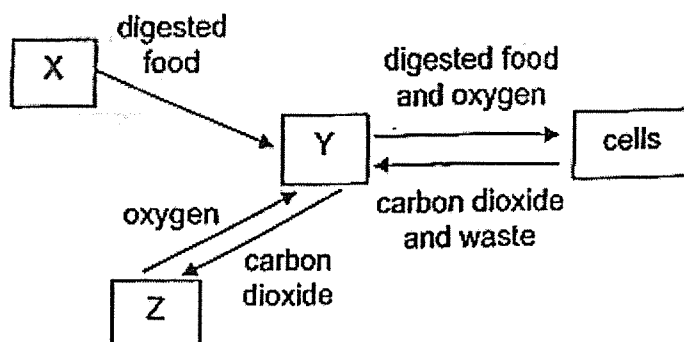 digested
food
X
digested food
and oxygen
Y
cells
oxygen
carbon dioxide
and waste
carbon
dioxide
Z